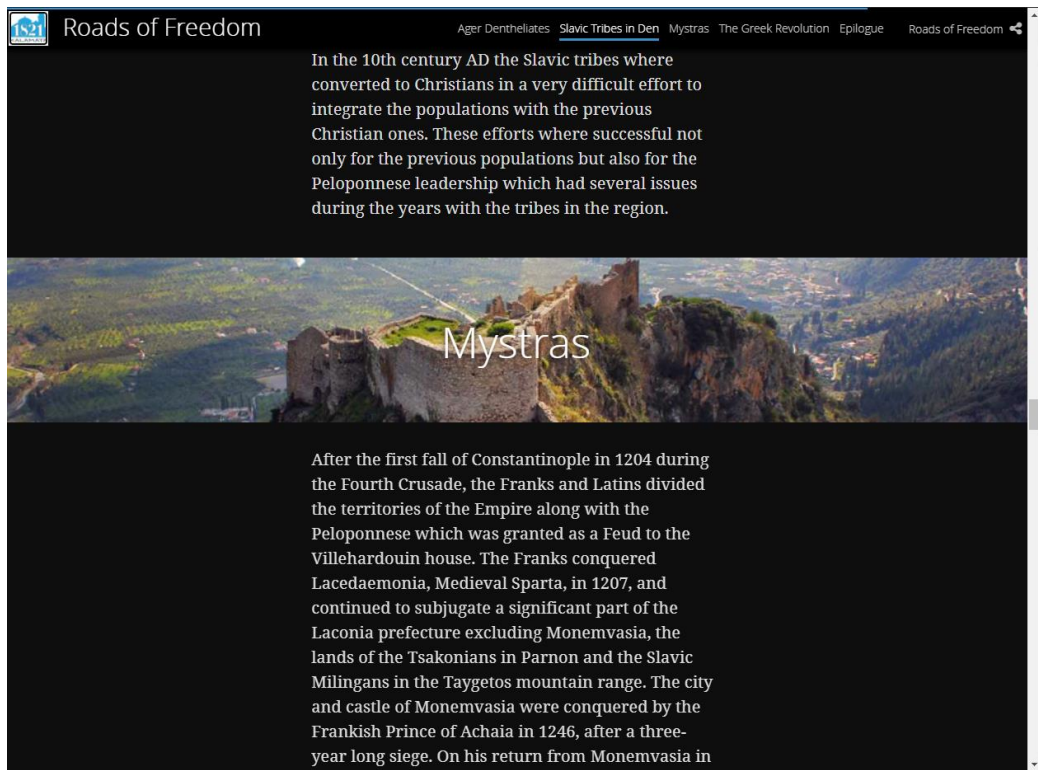 1821
KALAMATA
Roads of Freedom
Ager Dentheliates Slavic Tribes in Den Mystras The Greek Revolution Epilogue Roads of Freedom
In the 10th century AD the Slavic tribes where
converted to Christians in a very difficult effort to
integrate the populations with the previous
Christian ones. These efforts where successful not
only for the previous populations but also for the
Peloponnese leadership which had several issues
during the years with the tribes in the region.
Mystras
After the first fall of Constantinople in 1204 during
the Fourth Crusade, the Franks and Latins divided
the territories of the Empire along with the
Peloponnese which was granted as a Feud to the
Villehardouin house. The Franks conquered
Lacedaemonia, Medieval Sparta, in 1207, and
continued to subjugate a significant part of the
Laconia prefecture excluding Monemvasia, the
lands of the Tsakonians in Parnon and the Slavic
Milingans in the Taygetos mountain range. The city
and castle of Monemvasia were conquered by the
Frankish Prince of Achaia in 1246, after a three-
year long siege. On his return from Monemvasia in